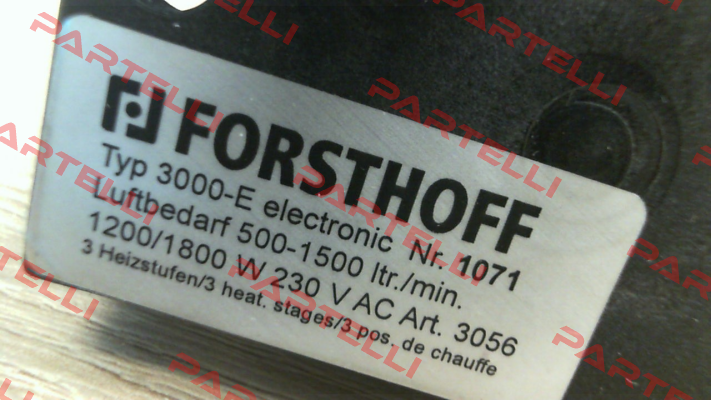 FORSTHOFF
Typ 3000-E electronic Nr. 1071
Luftbedarf 500-1500 ltr./min.
1200/1800 W 230 V AC Art. 3056
3 Heizstufen/3 heat. stages/3 pos. de chauffe
PARTELLI
PARTELLI
PARTELLI
PARTELLI
PARTELLI
PARTELLI
PARTELLI